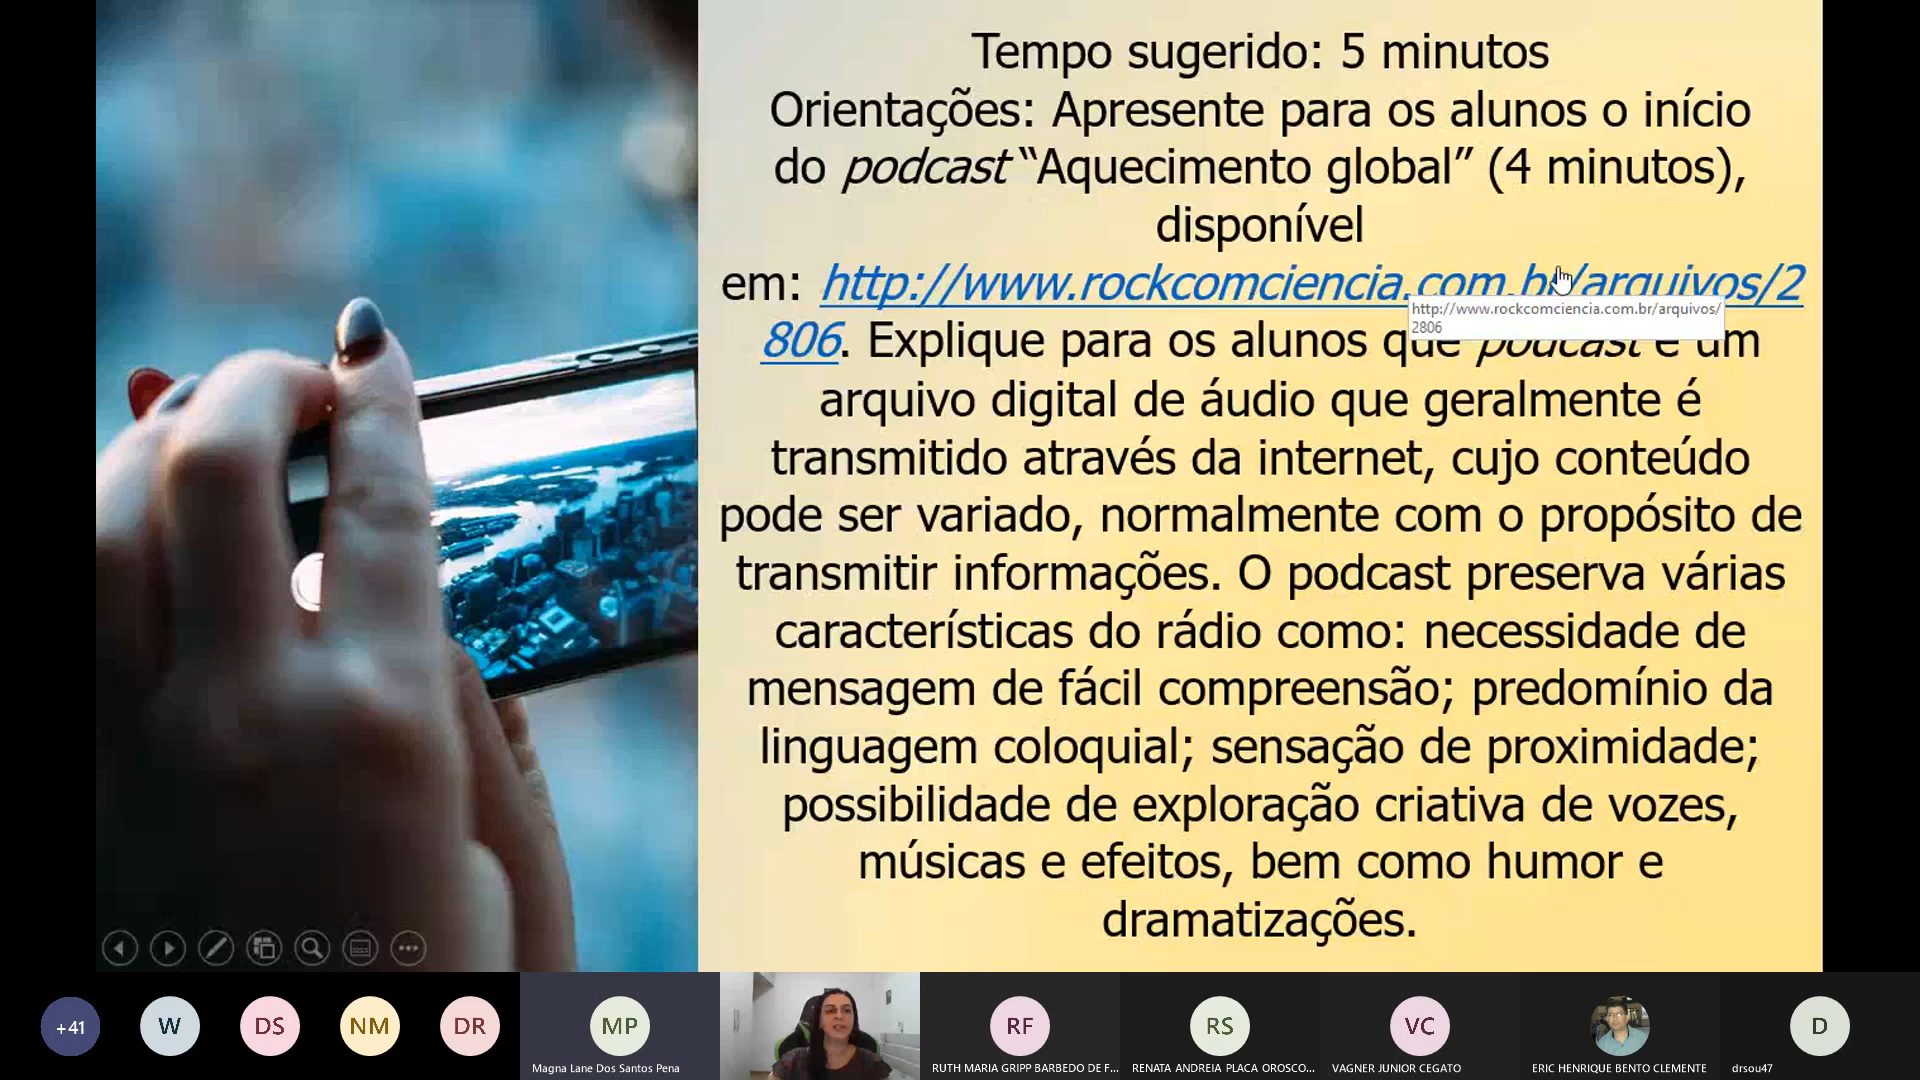 Tempo sugerido: 5 minutos
Orientações: Apresente para os alunos o início
do podcast “Aquecimento global” (4 minutos),
disponível
em: http://www.rockcomciencia.com.br/arquivos/2
806. Explique para os alunos que podcast é um
http://www.rockcomciencia.com.br/arquivos/
2806
arquivo digital de áudio que geralmente é
transmitido através da internet, cujo conteúdo
pode ser variado, normalmente com o propósito de
transmitir informações. O podcast preserva várias
características do rádio como: necessidade de
mensagem de fácil compreensão; predomínio da
linguagem coloquial; sensação de proximidade;
possibilidade de exploração criativa de vozes,
músicas e efeitos, bem como humor e
dramatizações.
+41
W
DS
NM
DR
MP
RF
RS
VC
D
Magna Lane Dos Santos Pena
RUTH MARIA GRIPP BARBEDO DE F...
RENATA ANDREIA PLACA OROSCO...
VAGNER JUNIOR CEGATO
ERIC HENRIQUE BENTO CLEMENTE
drsou47